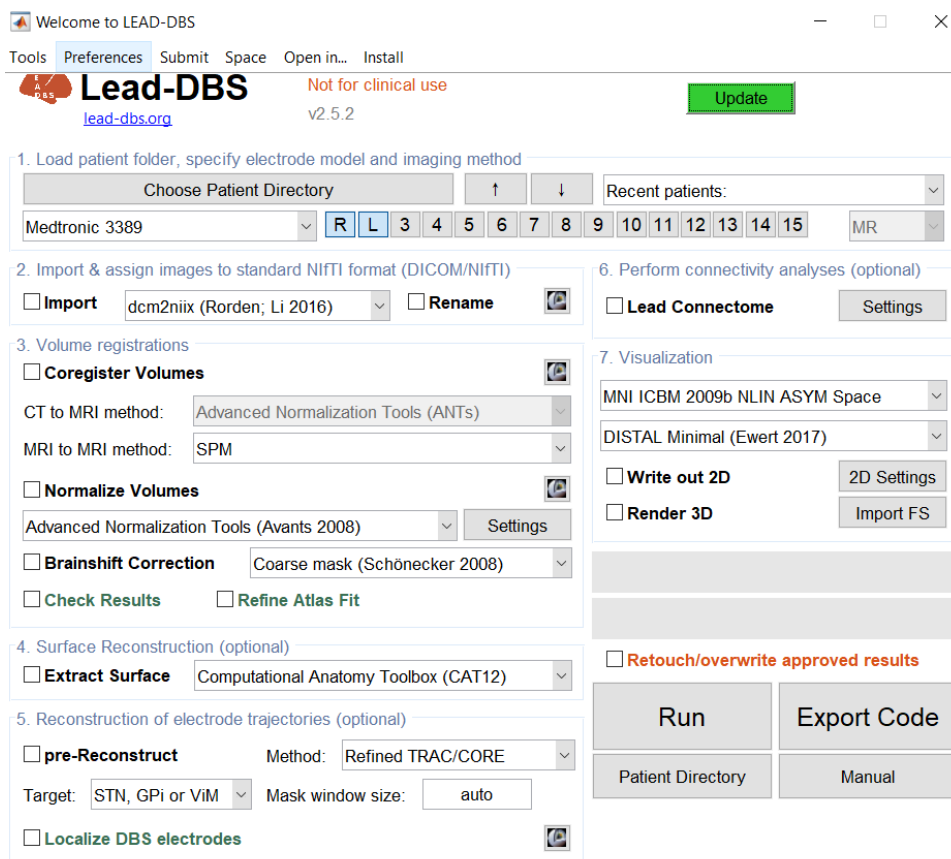 Welcome to LEAD-DBS
Tools Preferences Submit Space Open in... Install
Lead-DBS
Not for clinical use
Update
lead-dbs.org
v2.5.2
1. Load patient folder, specify electrode model and imaging method
Choose Patient Directory ↑ ↓ Recent patients:
Medtronic 3389 R L 3 4 5 6 7 8 9 10 11 12 13 14 15 MR
2. Import & assign images to standard NIfTI format (DICOM/NIfTI)
Import dcm2niix (Rorden; Li 2016) Rename
3. Volume registrations
Coregister Volumes
CT to MRI method: Advanced Normalization Tools (ANTs)
MRI to MRI method: SPM
Normalize Volumes
Advanced Normalization Tools (Avants 2008) Settings
Brainshift Correction Coarse mask (Schönecker 2008)
Check Results Refine Atlas Fit
4. Surface Reconstruction (optional)
Extract Surface Computational Anatomy Toolbox (CAT12)
5. Reconstruction of electrode trajectories (optional)
pre-Reconstruct Method: Refined TRAC/CORE
Target: STN, GPi or ViM Mask window size: auto
Localize DBS electrodes
6. Perform connectivity analyses (optional)
Lead Connectome Settings
7. Visualization
MNI ICBM 2009b NLIN ASYM Space
DISTAL Minimal (Ewert 2017)
Write out 2D 2D Settings
Render 3D Import FS
Retouch/overwrite approved results
Run Export Code
Patient Directory Manual